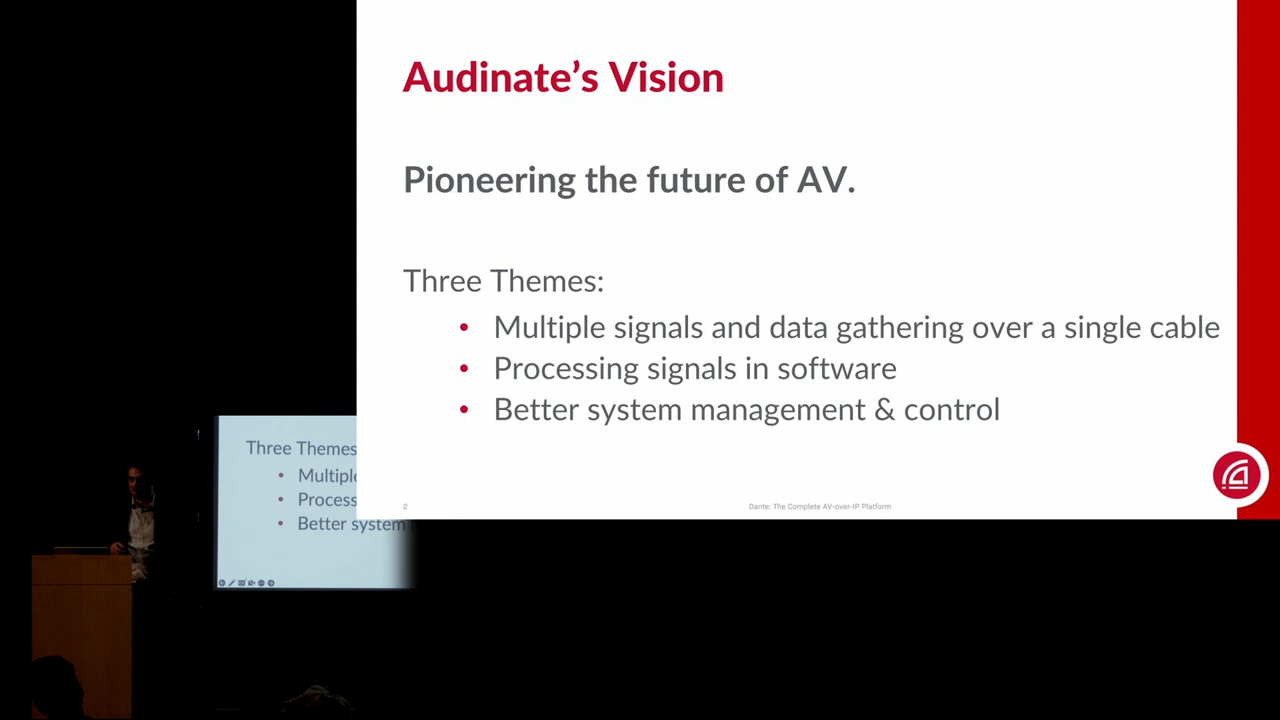 Audinate’s Vision
Pioneering the future of AV.
Three Themes:
• Multiple signals and data gathering over a single cable
• Processing signals in software
• Better system management & control
2
Dante: The Complete AV-over-IP Platform
Three Themes
• Multiple
• Process
• Better system